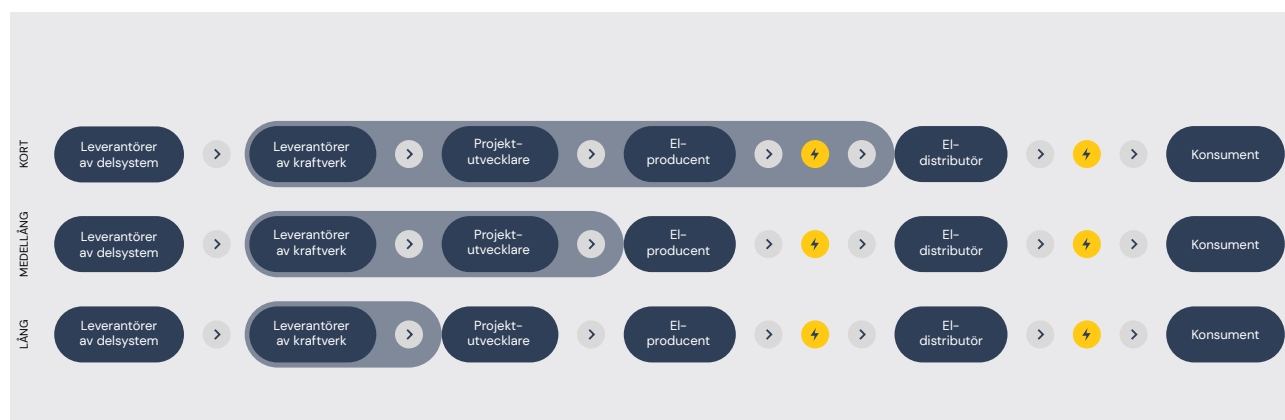 KORT
Leverantörer
av delsystem
Leverantörer
av kraftverk
Projekt-
utvecklare
El-
producent
El-
distributör
Konsument
MEDELLÅNG
Leverantörer
av delsystem
Leverantörer
av kraftverk
Projekt-
utvecklare
El-
producent
El-
distributör
Konsument
LÅNG
Leverantörer
av delsystem
Leverantörer
av kraftverk
Projekt-
utvecklare
El-
producent
El-
distributör
Konsument